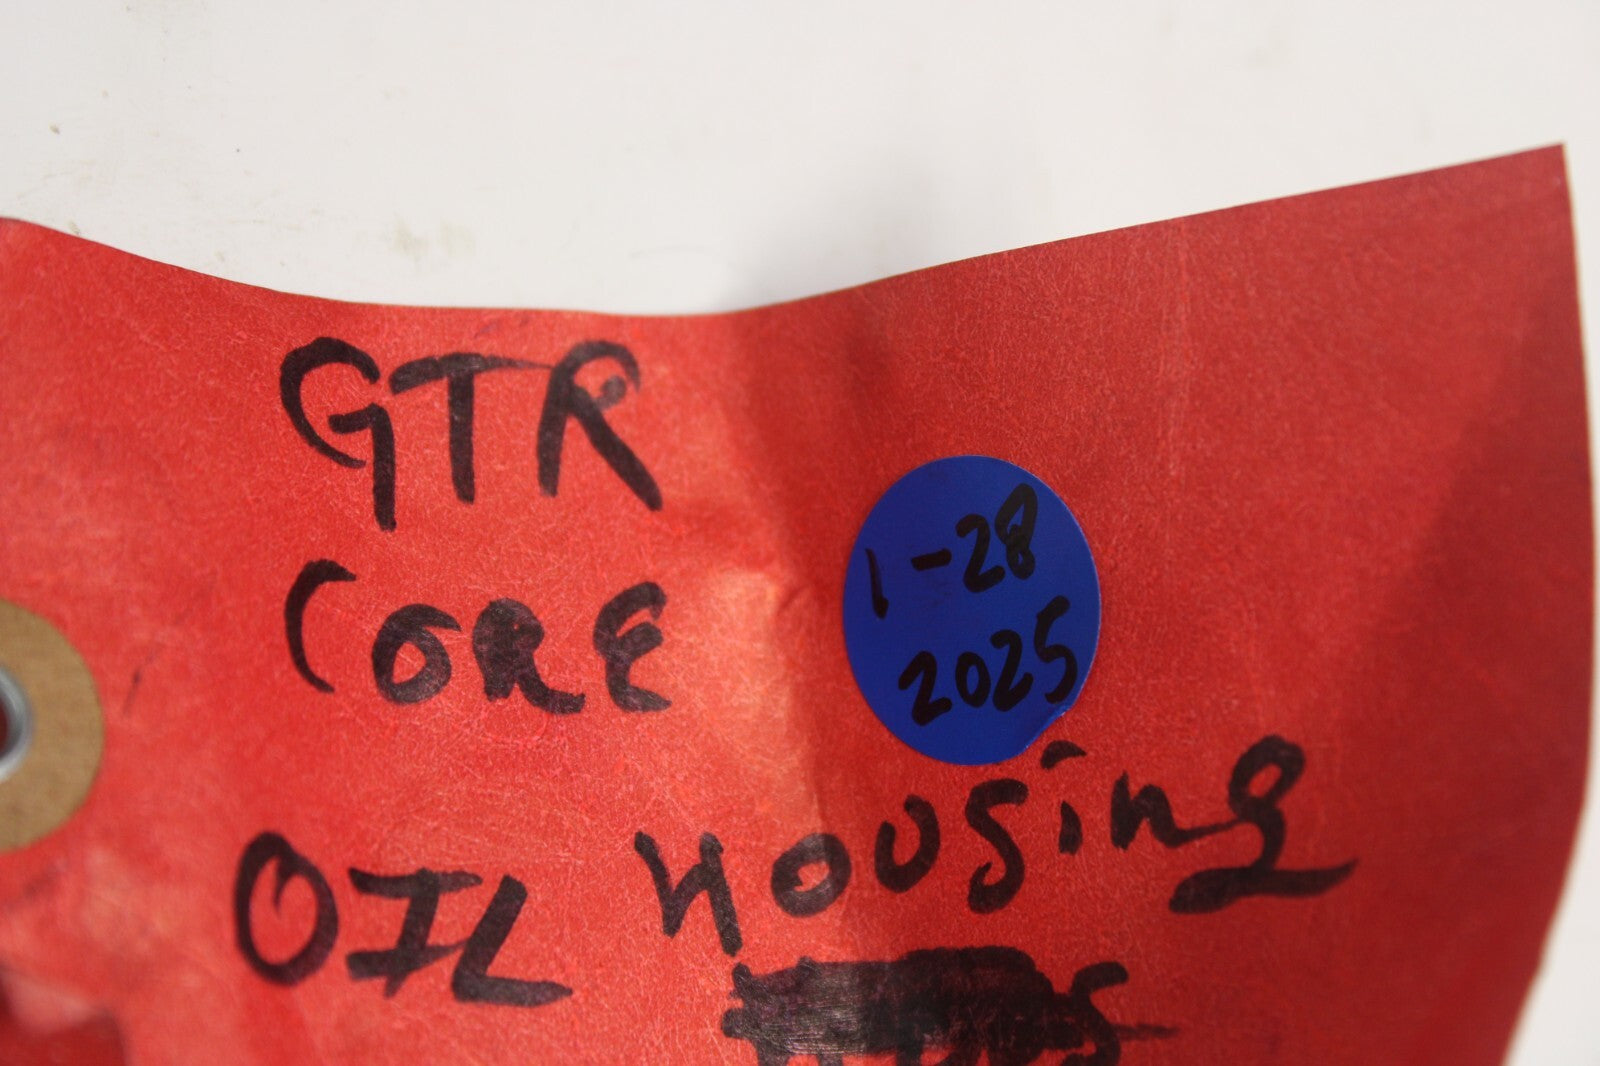 GTR
CORE
1-28
2025
OIL HOUSing